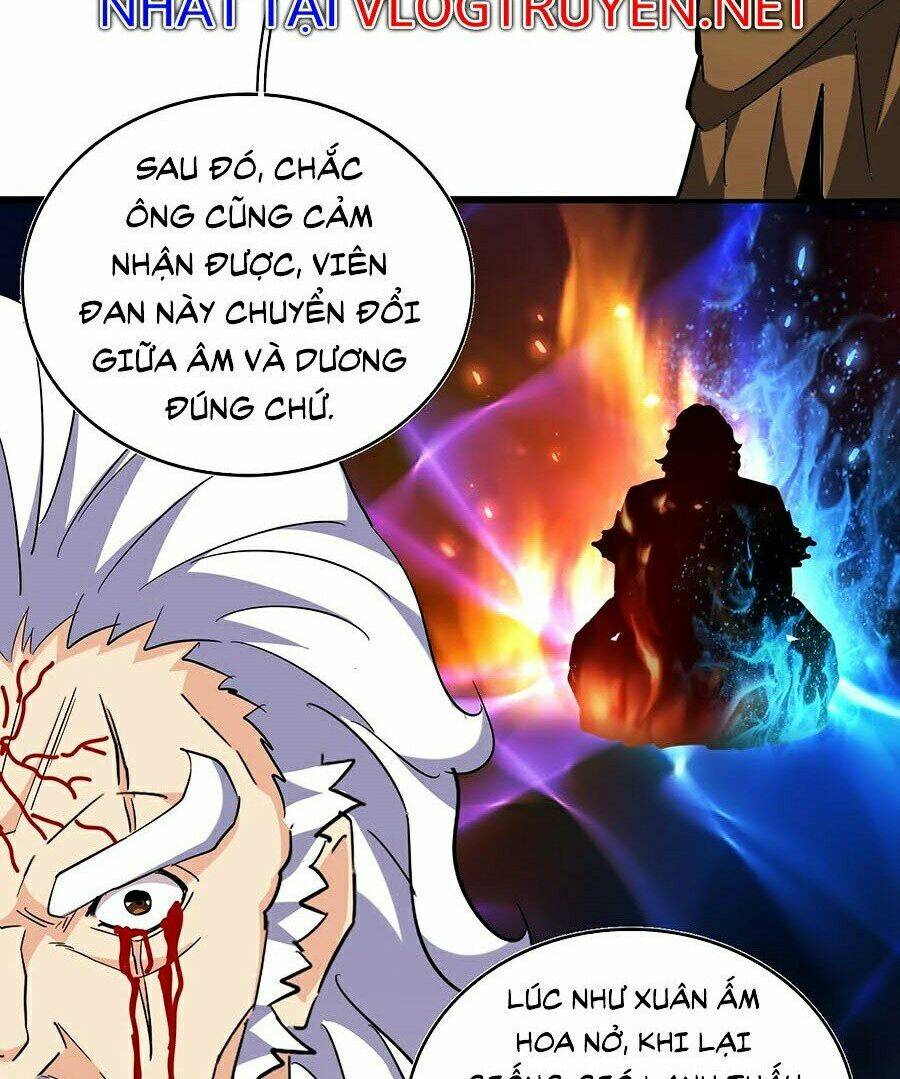 NHẤT TẠI VLOGTRUYEN.NET
SAU ĐÓ, CHẮC
ÔNG CŨNG CẢM
NHẬN ĐƯỢC, VIÊN
ĐAN NÀY CHUYỂN ĐỔI
GIỮA ÂM VÀ DƯƠNG
ĐÚNG CHỨ.
LÚC NHƯ XUÂN ẤM
HOA NỞ, KHI LẠI